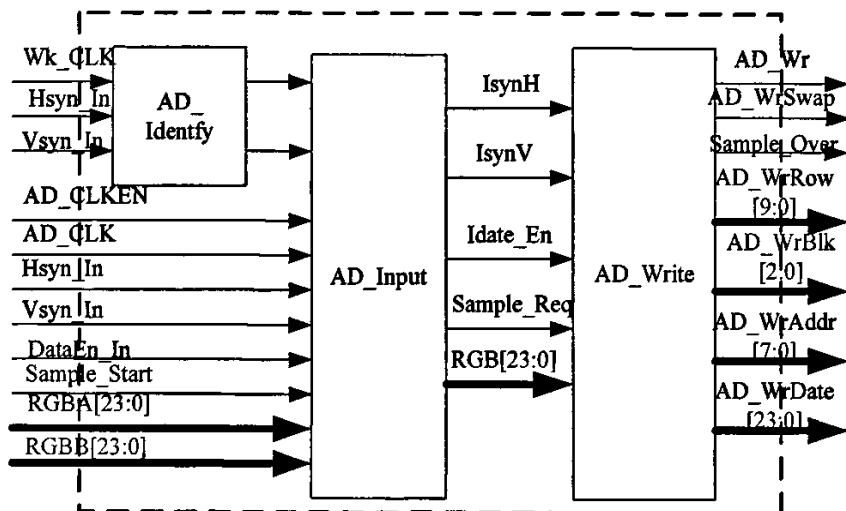 Wk_CLK
Hsyn_In
Vsyn_In
AD_
Identfy
AD_CLKEN
AD_CLK
Hsyn_In
Vsyn_In
DataEn_In
Sample_Start
RGBA[23:0]
RGBB[23:0]
AD_Input
IsynH
IsynV
Idate_En
Sample_Req
RGB[23:0]
AD_Write
AD_Wr
AD_WrSwap
Sample_Over
AD_WrRow
[9:0]
AD_WrBlk
[2:0]
AD_WrAddr
[7:0]
AD_WrDate
[23:0]